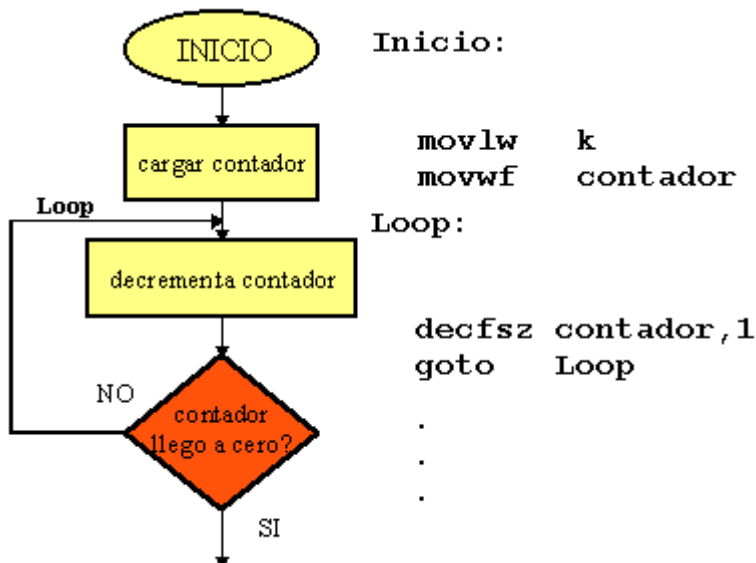 INICIO
Inicio:
cargar contador
movlw k
movwf contador
Loop
Loop:
decrementa contador
decfsz contador,1
goto Loop
NO
contador
llego a cero?
.
.
.
SI